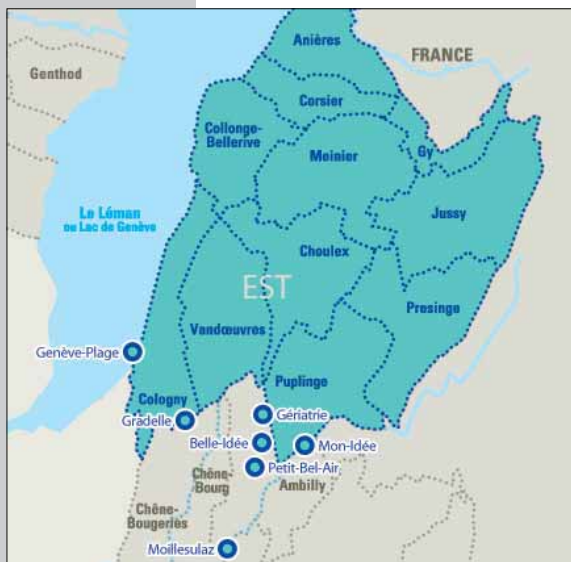 Anières
FRANCE
Genthod
Corsier
Collonge-
Bellerive
Meinier
Gy
Le Léman
ou Lac de Genève
Jussy
Choulex
EST
Presinge
Vandœuvres
Genève-Plage
Puplinge
Cologny
Gradelle
Gériatrie
Belle-Idée
Mon-Idée
Petit-Bel-Air
Chêne-
Bourg
Ambilly
Chêne-
Bougeries
Moillesulaz